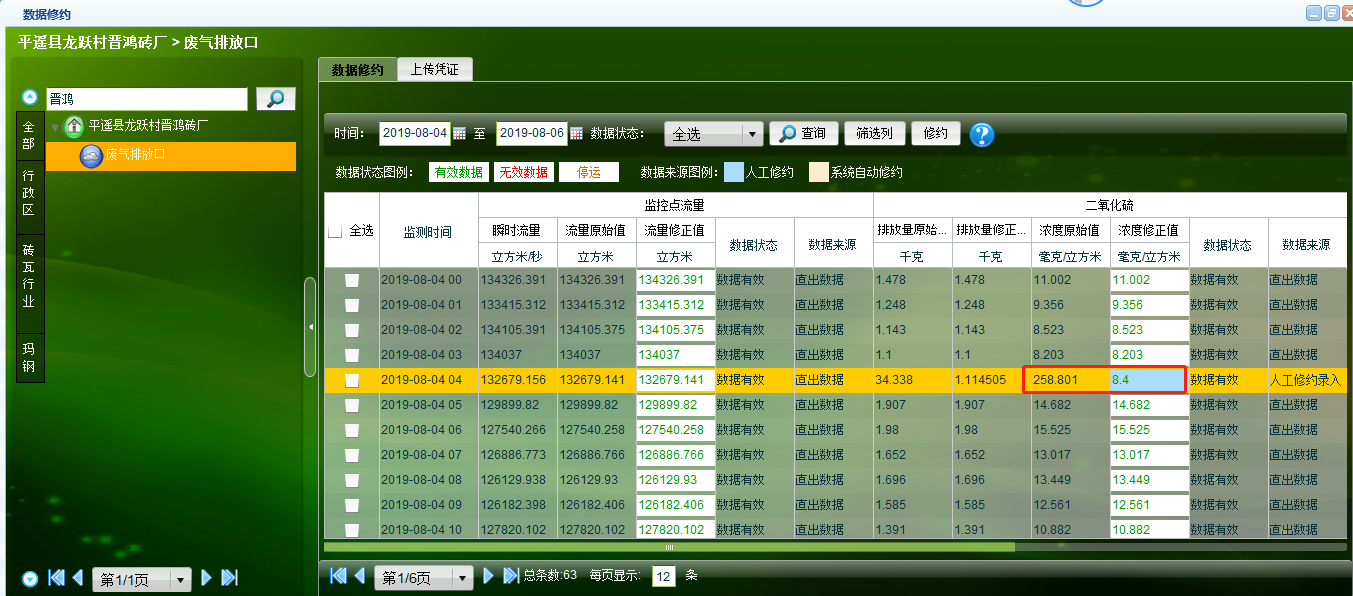 数据修约
平遥县龙跃村晋鸿砖厂 > 废气排放口
晋鸿
全部
行政区
砖瓦行业
玛钢
平遥县龙跃村晋鸿砖厂
废气排放口
第1/1页
数据修约 上传凭证
时间： 2019-08-04 至 2019-08-06 数据状态： 全选 查询 筛选列 修约 ?
数据状态图例： 有效数据 无效数据 停运 数据来源图例： 人工修约 系统自动修约
全选 监测时间 监控点流量 二氧化硫
瞬时流量 流量原始值 流量修正值 数据状态 数据来源 排放量原始... 排放量修正... 浓度原始值 浓度修正值 数据状态 数据来源
立方米/秒 立方米 立方米 千克 千克 毫克/立方米 毫克/立方米
2019-08-04 00 134326.391 134326.391 134326.391 数据有效 直出数据 1.478 1.478 11.002 11.002 数据有效 直出数据
2019-08-04 01 133415.312 133415.312 133415.312 数据有效 直出数据 1.248 1.248 9.356 9.356 数据有效 直出数据
2019-08-04 02 134105.391 134105.375 134105.375 数据有效 直出数据 1.143 1.143 8.523 8.523 数据有效 直出数据
2019-08-04 03 134037 134037 134037 数据有效 直出数据 1.1 1.1 8.203 8.203 数据有效 直出数据
2019-08-04 04 132679.156 132679.141 132679.141 数据有效 直出数据 34.338 1.114505 258.801 8.4 数据有效 人工修约录入
2019-08-04 05 129899.82 129899.82 129899.82 数据有效 直出数据 1.907 1.907 14.682 14.682 数据有效 直出数据
2019-08-04 06 127540.266 127540.258 127540.258 数据有效 直出数据 1.98 1.98 15.525 15.525 数据有效 直出数据
2019-08-04 07 126886.773 126886.766 126886.766 数据有效 直出数据 1.652 1.652 13.017 13.017 数据有效 直出数据
2019-08-04 08 126129.938 126129.93 126129.93 数据有效 直出数据 1.696 1.696 13.449 13.449 数据有效 直出数据
2019-08-04 09 126182.398 126182.406 126182.406 数据有效 直出数据 1.585 1.585 12.561 12.561 数据有效 直出数据
2019-08-04 10 127820.102 127820.102 127820.102 数据有效 直出数据 1.391 1.391 10.882 10.882 数据有效 直出数据
第1/6页 总条数:63 每页显示: 12 条